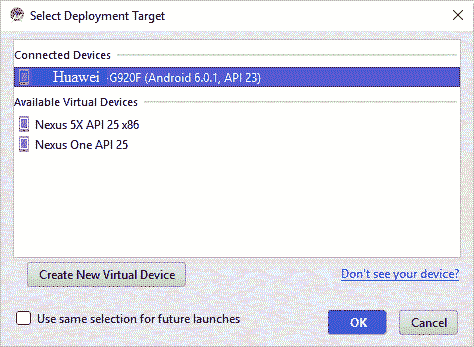 Select Deployment Target
Connected Devices
Huawei G920F (Android 6.0.1, API 23)
Available Virtual Devices
Nexus 5X API 25 x86
Nexus One API 25
Create New Virtual Device
Don't see your device?
Use same selection for future launches
OK
Cancel